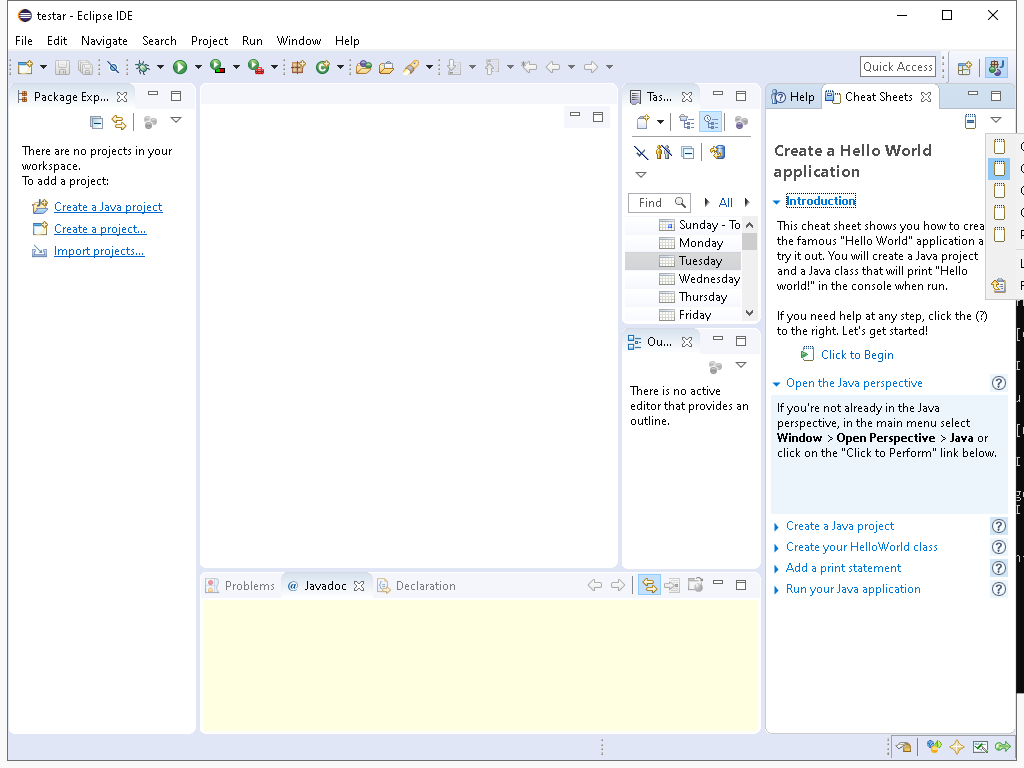 testar - Eclipse IDE
File Edit Navigate Search Project Run Window Help
Quick Access
Package Exp...
There are no projects in your
workspace.
To add a project:
Create a Java project
Create a project...
Import projects...
Tas...
Find All
Sunday - To
Monday
Tuesday
Wednesday
Thursday
Friday
Ou...
There is no active
editor that provides an
outline.
Help Cheat Sheets
Create a Hello World
application
Introduction
This cheat sheet shows you how to crea
the famous "Hello World" application a
try it out. You will create a Java project
and a Java class that will print "Hello
world!" in the console when run.
If you need help at any step, click the (?)
to the right. Let's get started!
Click to Begin
Open the Java perspective
If you're not already in the Java
perspective, in the main menu select
Window > Open Perspective > Java or
click on the "Click to Perform" link below.
Create a Java project
Create your HelloWorld class
Add a print statement
Run your Java application
Problems @ Javadoc Declaration